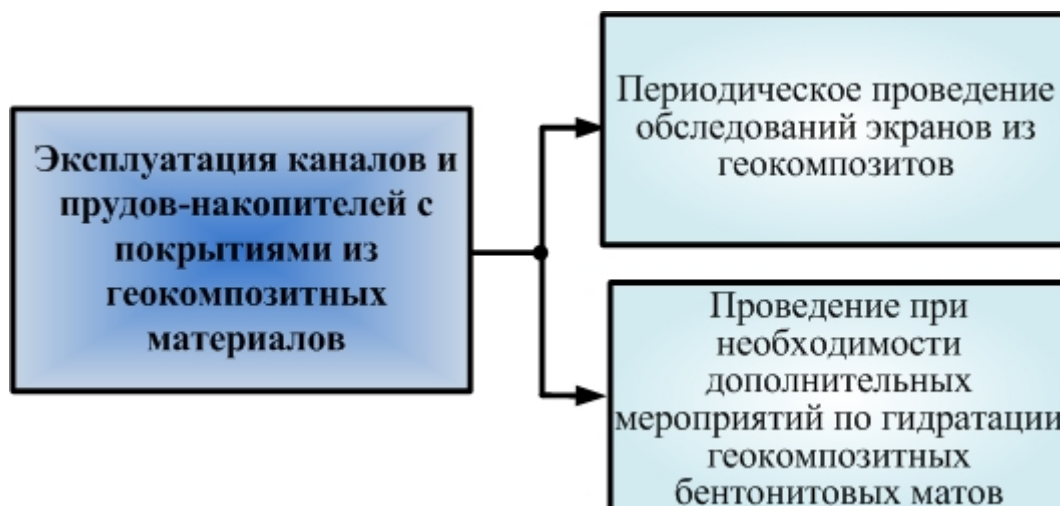 Эксплуатация каналов и
прудов-накопителей с
покрытиями из
геокомпозитных
материалов
Периодическое проведение
обследований экранов из
геокомпозитов
Проведение при
необходимости
дополнительных
мероприятий по гидратации
геокомпозитных
бентонитовых матов